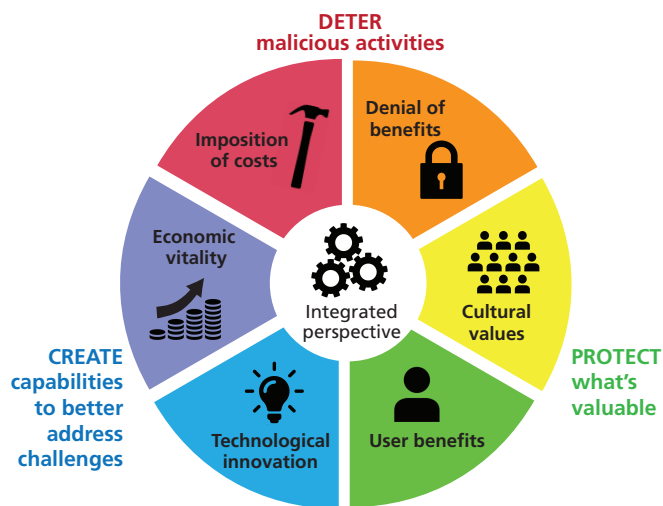 DETER
malicious activities
Imposition
of costs
Denial of
benefits
Economic
vitality
Integrated
perspective
Cultural
values
CREATE
capabilities
to better
address
challenges
PROTECT
what's
valuable
Technological
innovation
User benefits